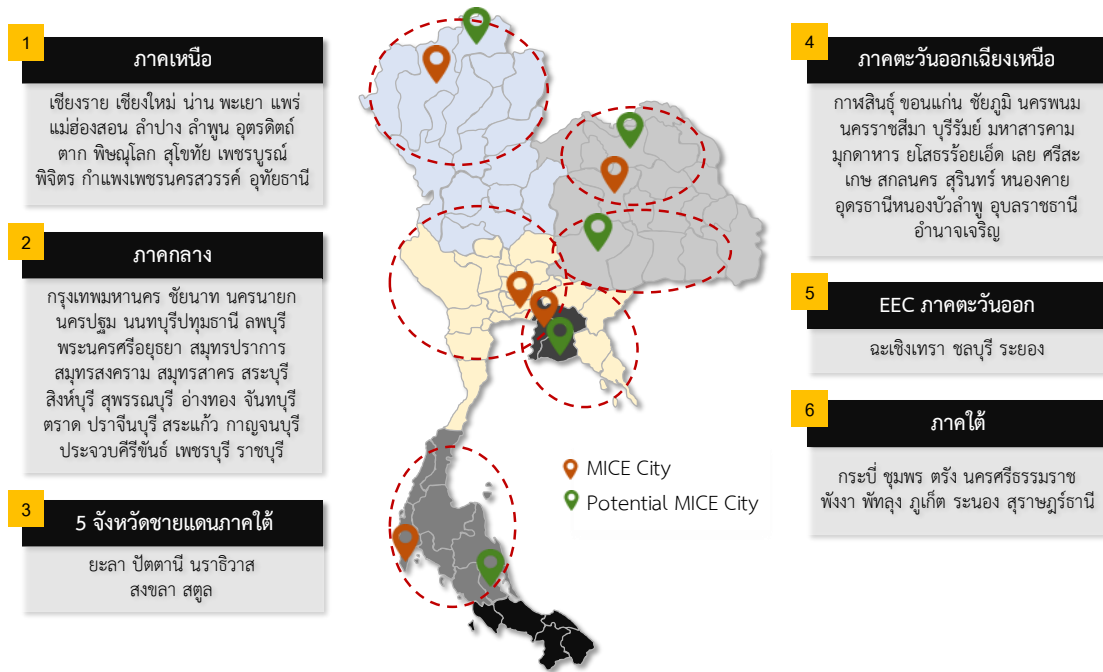 1
ภาคเหนือ
เชียงราย เชียงใหม่ น่าน พะเยา แพร่
แม่ฮ่องสอน ลำปาง ลำพูน อุตรดิตถ์
ตาก พิษณุโลก สุโขทัย เพชรบูรณ์
พิจิตร กำแพงเพชรนครสวรรค์ อุทัยธานี
2
ภาคกลาง
กรุงเทพมหานคร ชัยนาท นครนายก
นครปฐม นนทบุรีปทุมธานี ลพบุรี
พระนครศรีอยุธยา สมุทรปราการ
สมุทรสงคราม สมุทรสาคร สระบุรี
สิงห์บุรี สุพรรณบุรี อ่างทอง จันทบุรี
ตราด ปราจีนบุรี สระแก้ว กาญจนบุรี
ประจวบคีรีขันธ์ เพชรบุรี ราชบุรี
3
5 จังหวัดชายแดนภาคใต้
ยะลา ปัตตานี นราธิวาส
สงขลา สตูล
MICE City
Potential MICE City
4
ภาคตะวันออกเฉียงเหนือ
กาฬสินธุ์ ขอนแก่น ชัยภูมิ นครพนม
นครราชสีมา บุรีรัมย์ มหาสารคาม
มุกดาหาร ยโสธรร้อยเอ็ด เลย ศรีสะ
เกษ สกลนคร สุรินทร์ หนองคาย
อุดรธานีหนองบัวลำพู อุบลราชธานี
อำนาจเจริญ
5
EEC ภาคตะวันออก
ฉะเชิงเทรา ชลบุรี ระยอง
6
ภาคใต้
กระบี่ ชุมพร ตรัง นครศรีธรรมราช
พังงา พัทลุง ภูเก็ต ระนอง สุราษฎร์ธานี